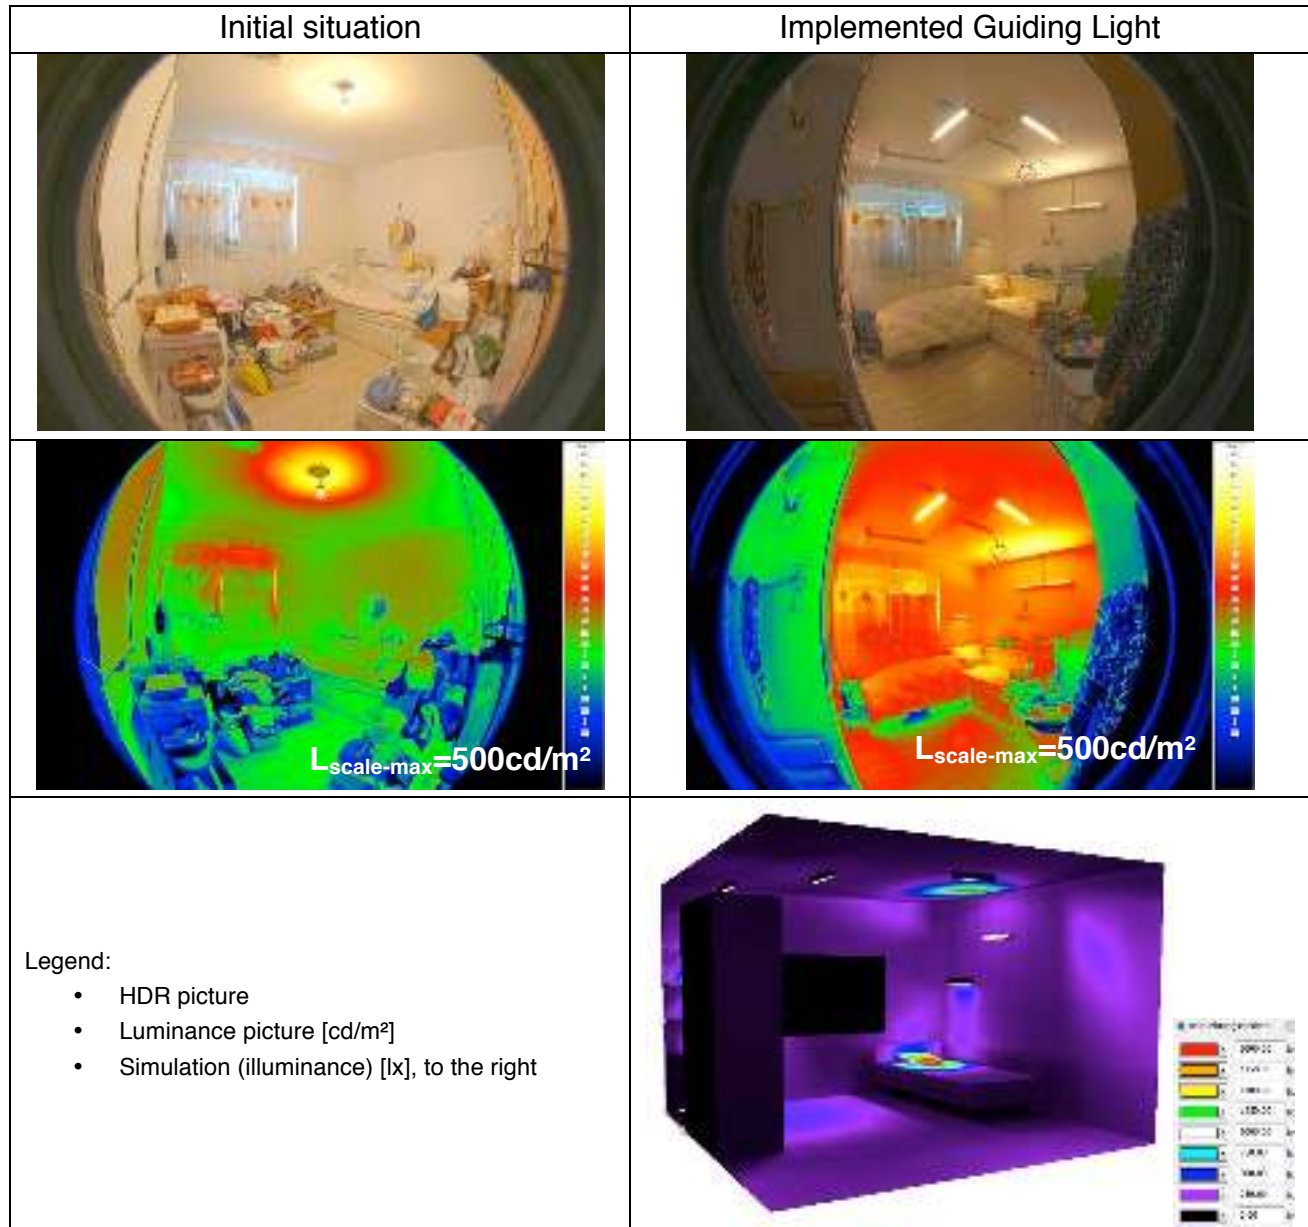 Initial situation
Implemented Guiding Light
Lscale-max=500cd/m²
Lscale-max=500cd/m²
Legend:
• HDR picture
• Luminance picture [cd/m²]
• Simulation (illuminance) [lx], to the right